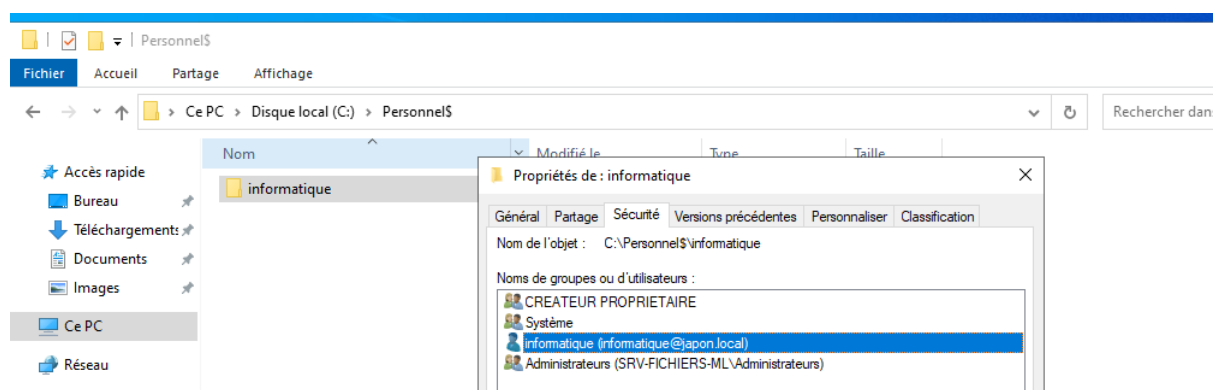 Personnel$
Fichier Accueil Partage Affichage
Ce PC > Disque local (C:) > Personnel$
Rechercher dans
Nom Modifié le Type Taille
Accès rapide
Bureau
Téléchargements
Documents
Images
Ce PC
Réseau
informatique
Propriétés de : informatique
Général Partage Sécurité Versions précédentes Personnaliser Classification
Nom de l'objet : C:\Personnel$\informatique
Noms de groupes ou d'utilisateurs :
CREATEUR PROPRIETAIRE
Système
informatique (informatique@japon.local)
Administrateurs (SRV-FICHIERS-ML\Administrateurs)